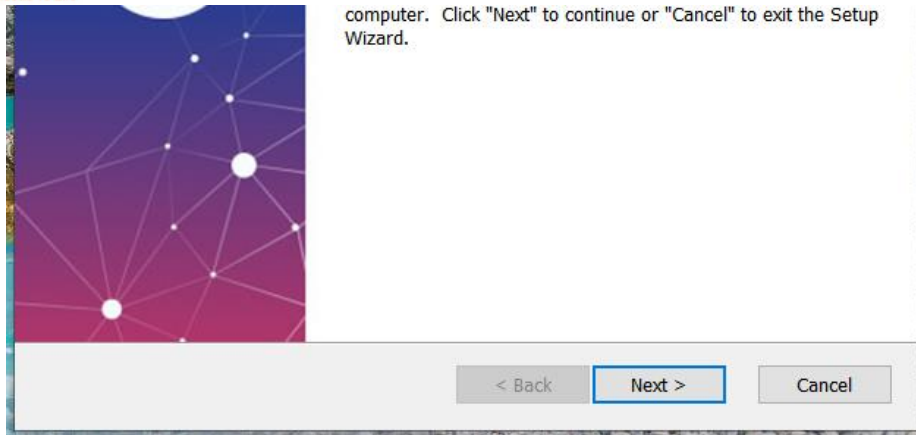 computer.  Click "Next" to continue or "Cancel" to exit the Setup
Wizard.
< Back
Next >
Cancel